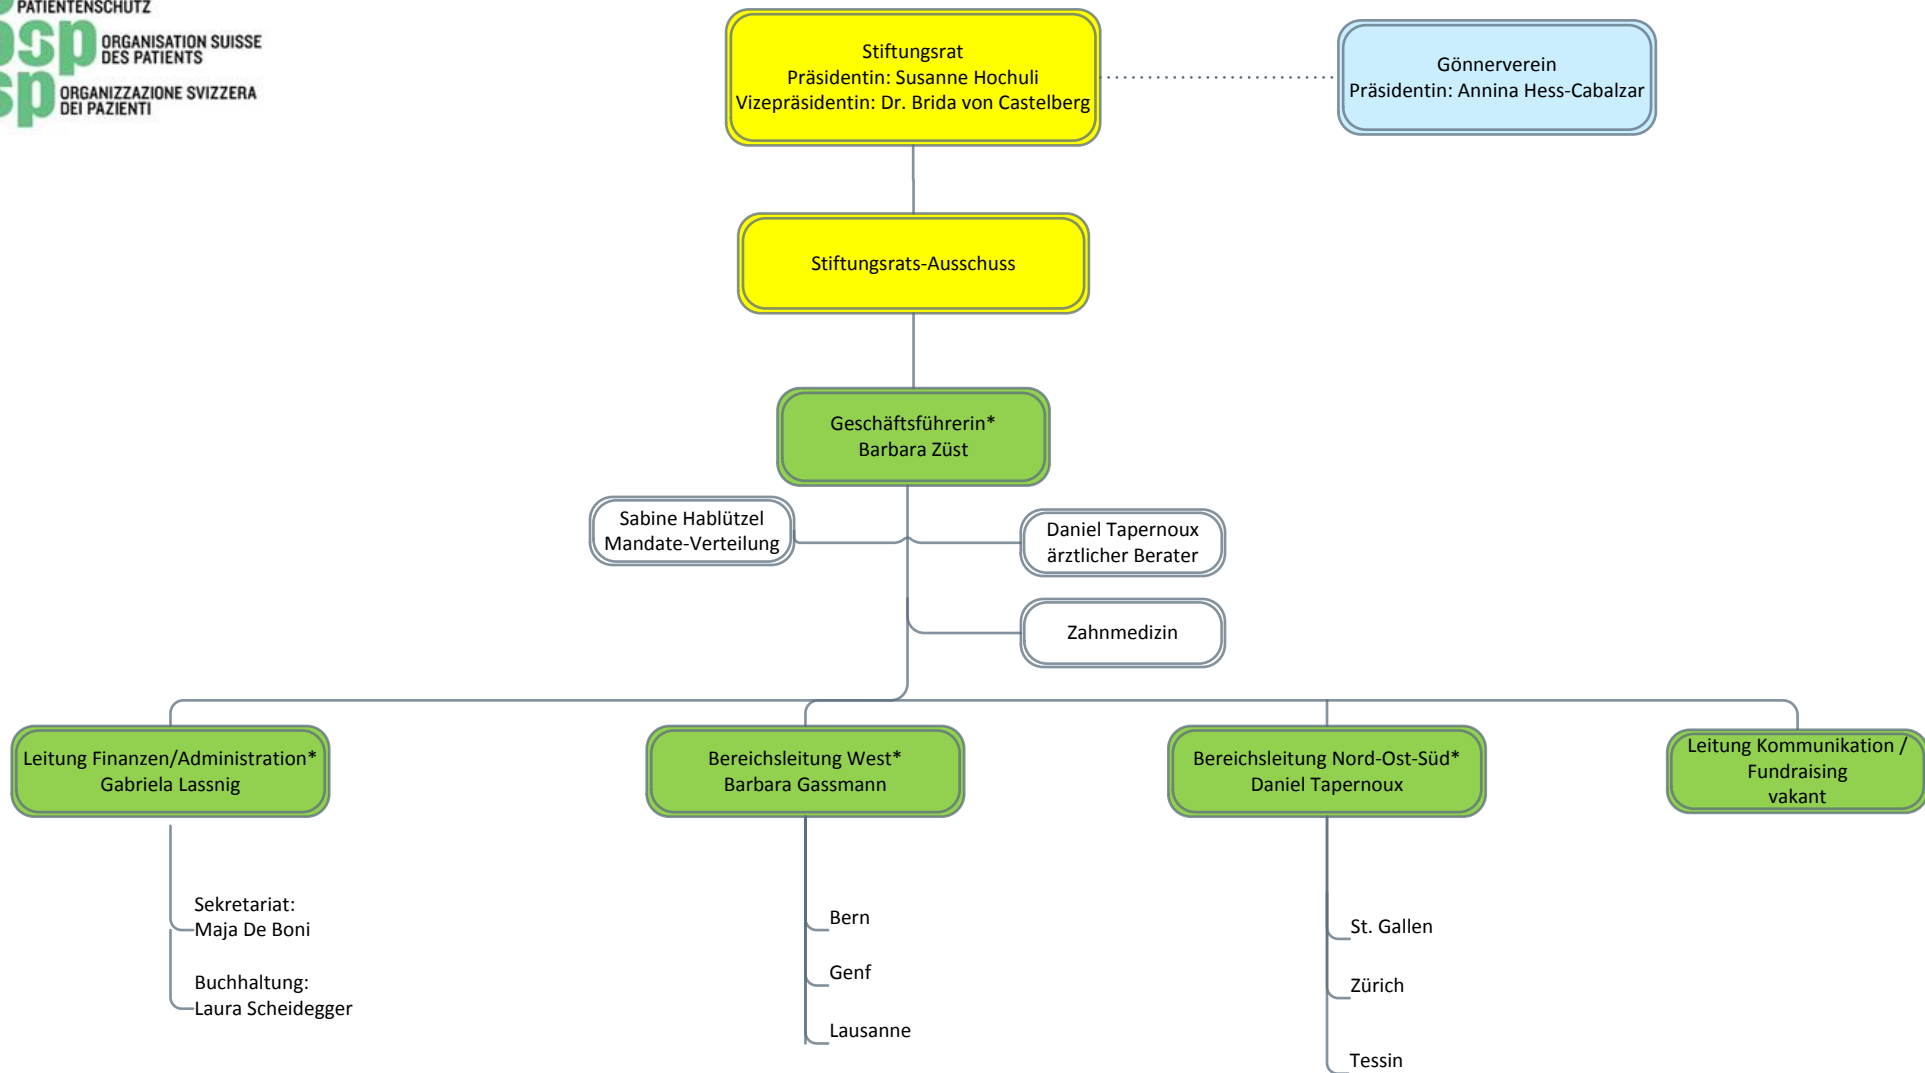 PATIENTENSCHUTZ
ORGANISATION SUISSE
DES PATIENTS
osp
ORGANIZZAZIONE SVIZZERA
DEI PAZIENTI
sp
Stiftungsrat
Präsidentin: Susanne Hochuli
Vizepräsidentin: Dr. Brida von Castelberg
Gönnerverein
Präsidentin: Annina Hess-Cabalzar
Stiftungsrats-Ausschuss
Geschäftsführerin*
Barbara Züst
Sabine Hablützel
Mandate-Verteilung
Daniel Tapernoux
ärztlicher Berater
Zahnmedizin
Leitung Finanzen/Administration*
Gabriela Lassnig
Bereichsleitung West*
Barbara Gassmann
Bereichsleitung Nord-Ost-Süd*
Daniel Tapernoux
Leitung Kommunikation /
Fundraising
vakant
Sekretariat:
Maja De Boni
Buchhaltung:
Laura Scheidegger
Bern
Genf
Lausanne
St. Gallen
Zürich
Tessin